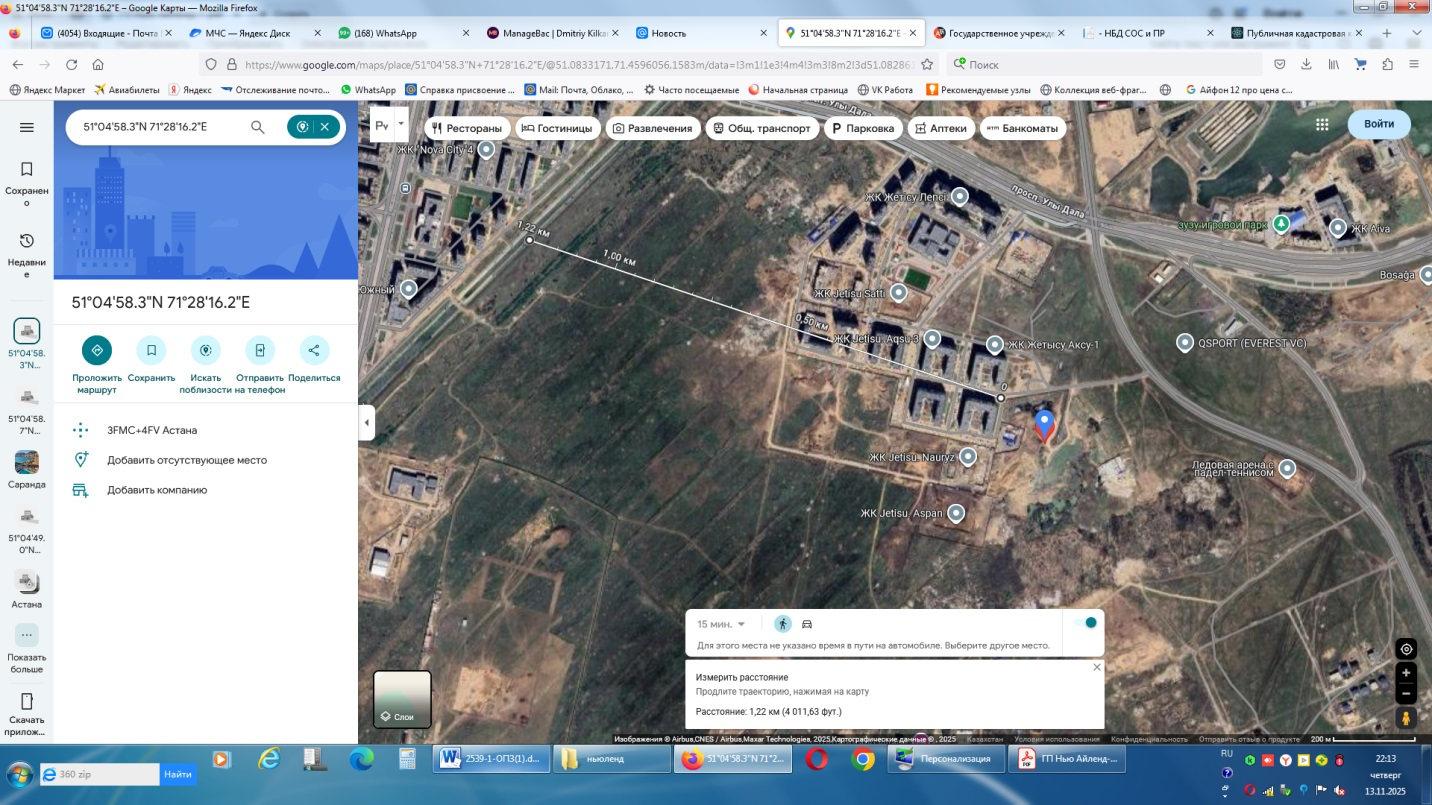 51°04'58.3"N 71°28'16.2"E – Google Карты — Mozilla Firefox
(4054) Входящие - Почта
МЧС — Яндекс Диск
99+
(168) WhatsApp
ManageBac | Dmitriy Kilka
Новость
51°04'58.3"N 71°28'16.2"E -
Государственное учрежд
- НБД СОС и ПР
Публичная кадастровая к
https://www.google.com/maps/place/51°04'58.3"N+71°28'16.2"E/@51.0833171,71.4596056,1583m/data=!3m1!1e3!4m4!3m3!8m2!3d51.08286
Поиск
Яндекс Маркет
Авиабилеты
Яндекс
Отслеживание почто...
WhatsApp
Справка присвоение ...
Mail: Почта, Облако, ...
Часто посещаемые
Начальная страница
VK Работа
Рекомендуемые узлы
Коллекция веб-фраг...
Айфон 12 про цена с...
51°04'58.3"N 71°28'16.2"E
Рестораны
Гостиницы
Развлечения
Общ. транспорт
Парковка
Аптеки
Банкоматы
Войти
Сохранен
о
Недавни
е
51°04'58.
3"N...
51°04'58.
7"N...
Саранда
51°04'49.
0"N...
Астана
Показать
больше
Скачать
прилож...
51°04'58.3"N 71°28'16.2"E
Проложить
маршрут
Сохранить
Искать
поблизости
Отправить
на телефон
Поделиться
3FMC+4FV Астана
Добавить отсутствующее место
Добавить компанию
ЖК "Nova City 4
просп. Улы Дала
ЖК Жетісу Лепсі
зузу игровой парк
ЖК Aiva
1,22 км
1,00 км
Bosağa
Южный
ЖК Jetisu Satti
0,50 км
ЖК Jetisu. Aqsu-3
ЖК Жетысу Аксу-1
QSPORT (EVEREST VC)
0
ЖК Jetisu. Nauryz
Ледовая арена с
падел-теннисом
ЖК Jetisu. Aspan.
15 мин.
Для этого места не указано время в пути на автомобиле. Выберите другое место.
Измерить расстояние
Продлите траекторию, нажимая на карту
Расстояние: 1,22 км (4 011,63 фут.)
Слои
Изображения © Airbus,CNES / Airbus,Maxar Technologies, 2025,Картографические данные © , 2025
Казахстан
Условия использования
Конфиденциальность
Отправить отзыв о продукте
200 м
2539-1-ОПЗ(1).d...
ньюленд
51°04'58.3"N 71°2...
Персонализация
ГП Нью Айленд-...
RU
22:13
четверг
13.11.2025
360 zip
Найти